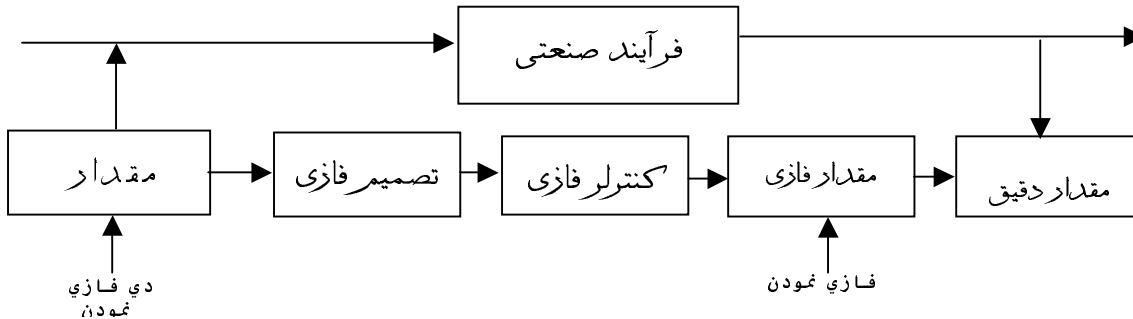 فرآیند صنعتی
مقدار دقیق
مقدار فازی
کنترلر فازی
تصمیم فازی
مقدار
فازي نمودن
دي فازي
نمودن